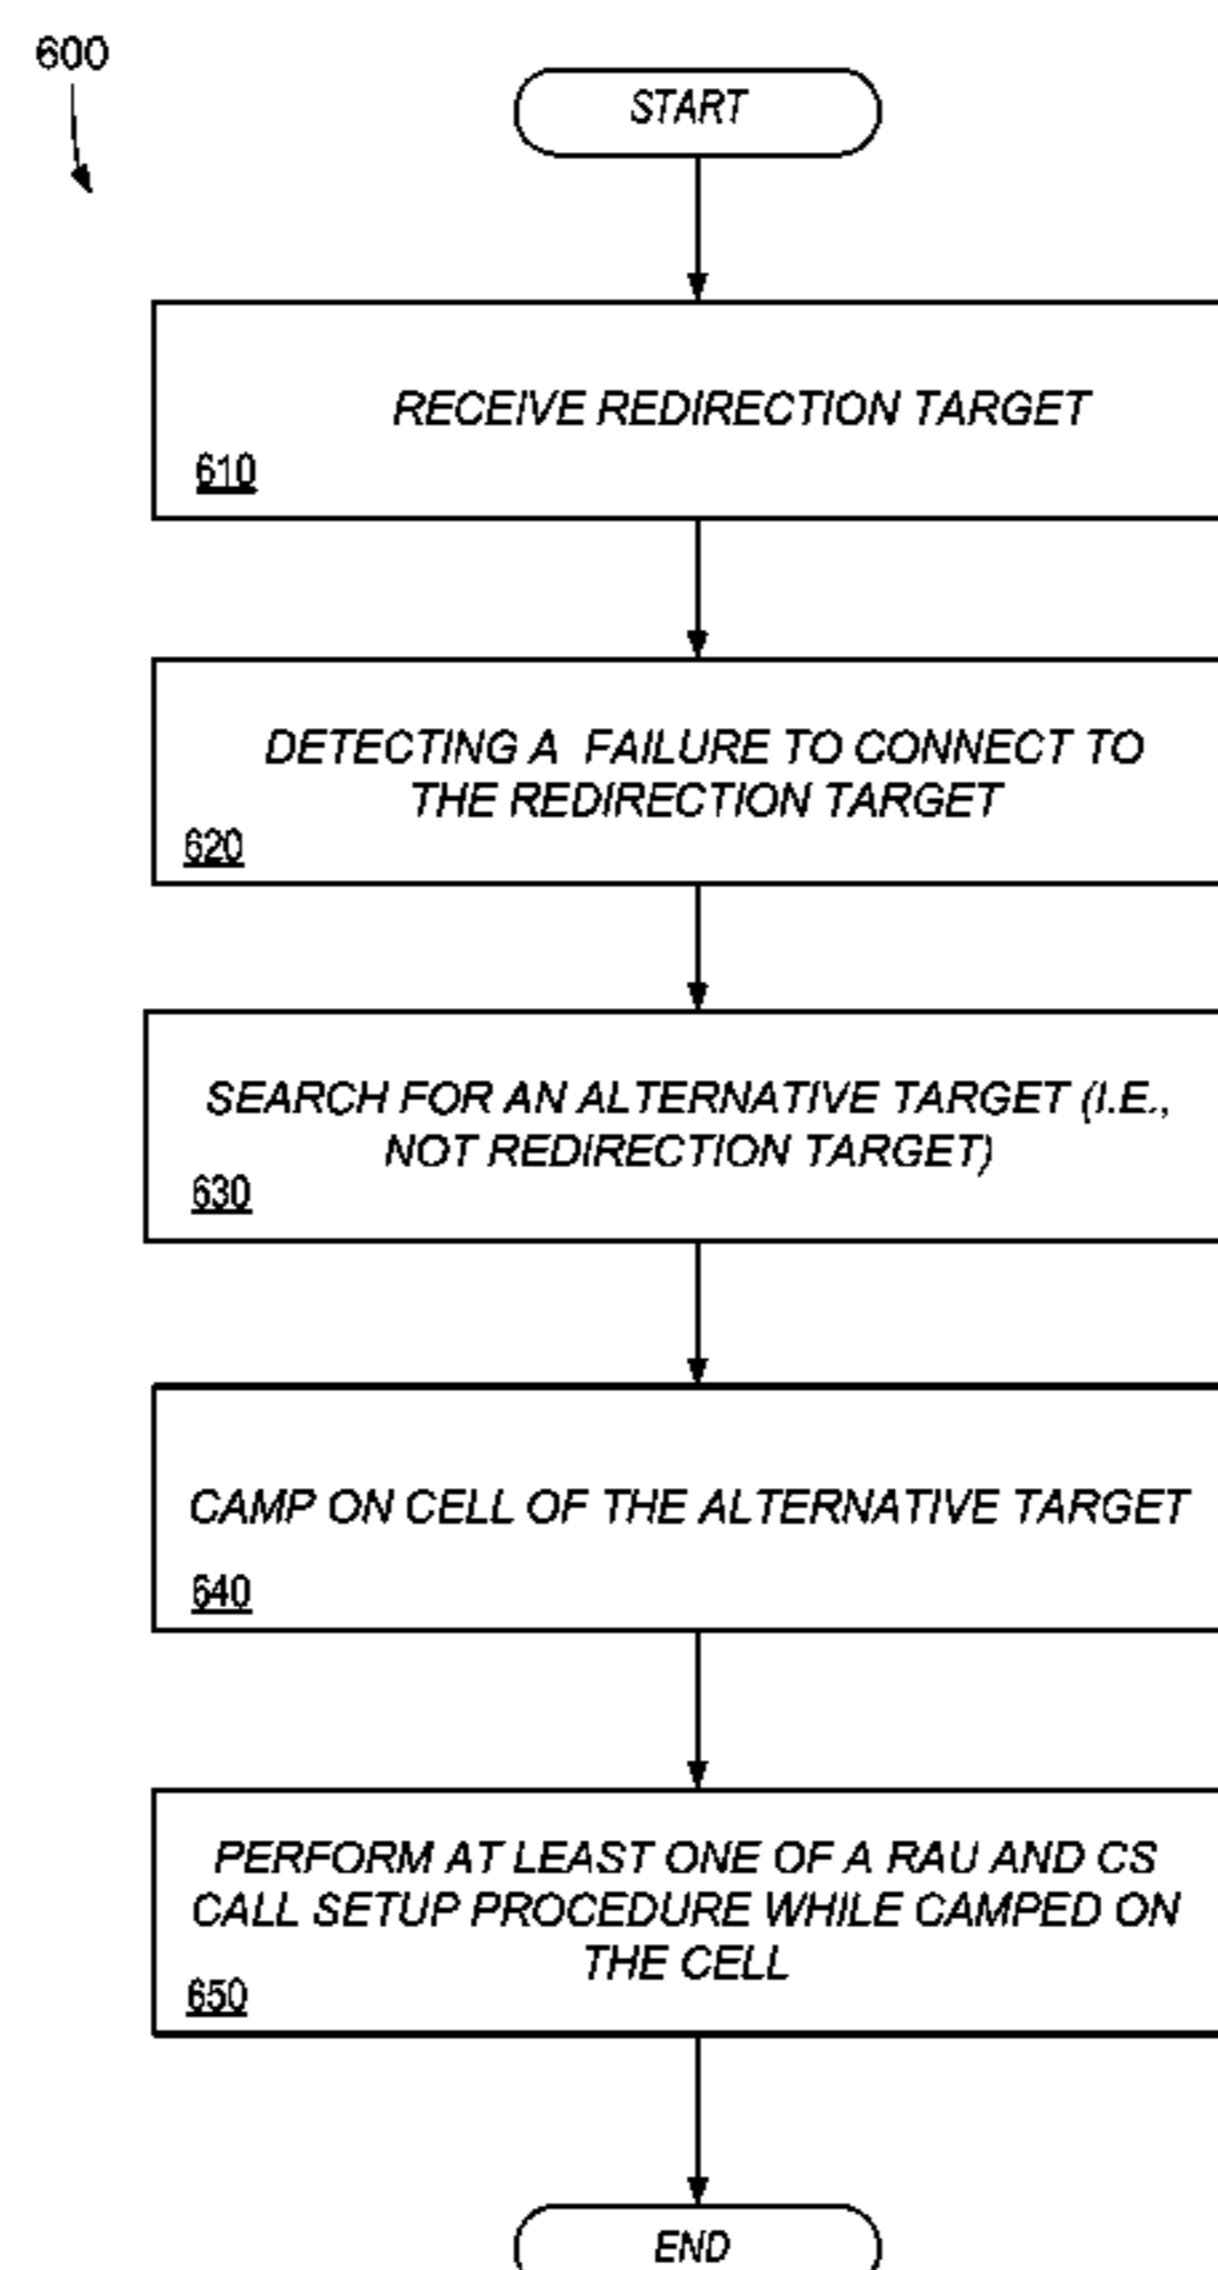 600
START
RECEIVE REDIRECTION TARGET
610
DETECTING A FAILURE TO CONNECT TO
THE REDIRECTION TARGET
620
SEARCH FOR AN ALTERNATIVE TARGET (I.E.,
NOT REDIRECTION TARGET)
630
CAMP ON CELL OF THE ALTERNATIVE TARGET
640
PERFORM AT LEAST ONE OF A RAU AND CS
CALL SETUP PROCEDURE WHILE CAMPED ON
THE CELL
650
END